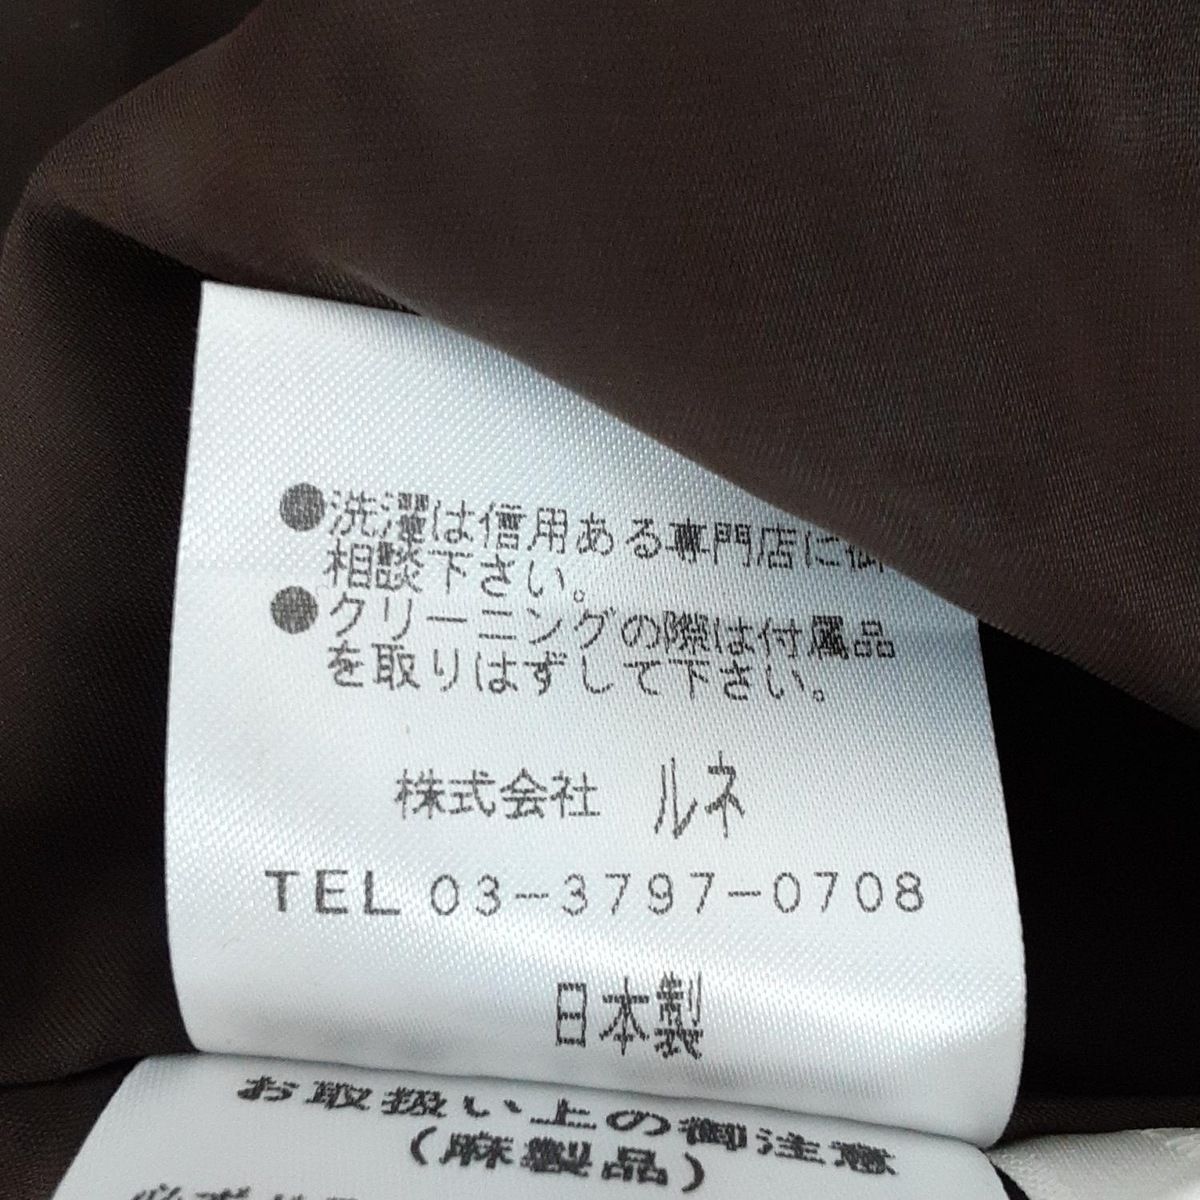 ●洗濯は信用ある専門店に御
相談下さい。
●クリーニングの際は付属品
を取りはずして下さい。
株式会社 ルネ
TEL 03-3797-0708
日本製
お取扱い上の御注意
(麻製品)